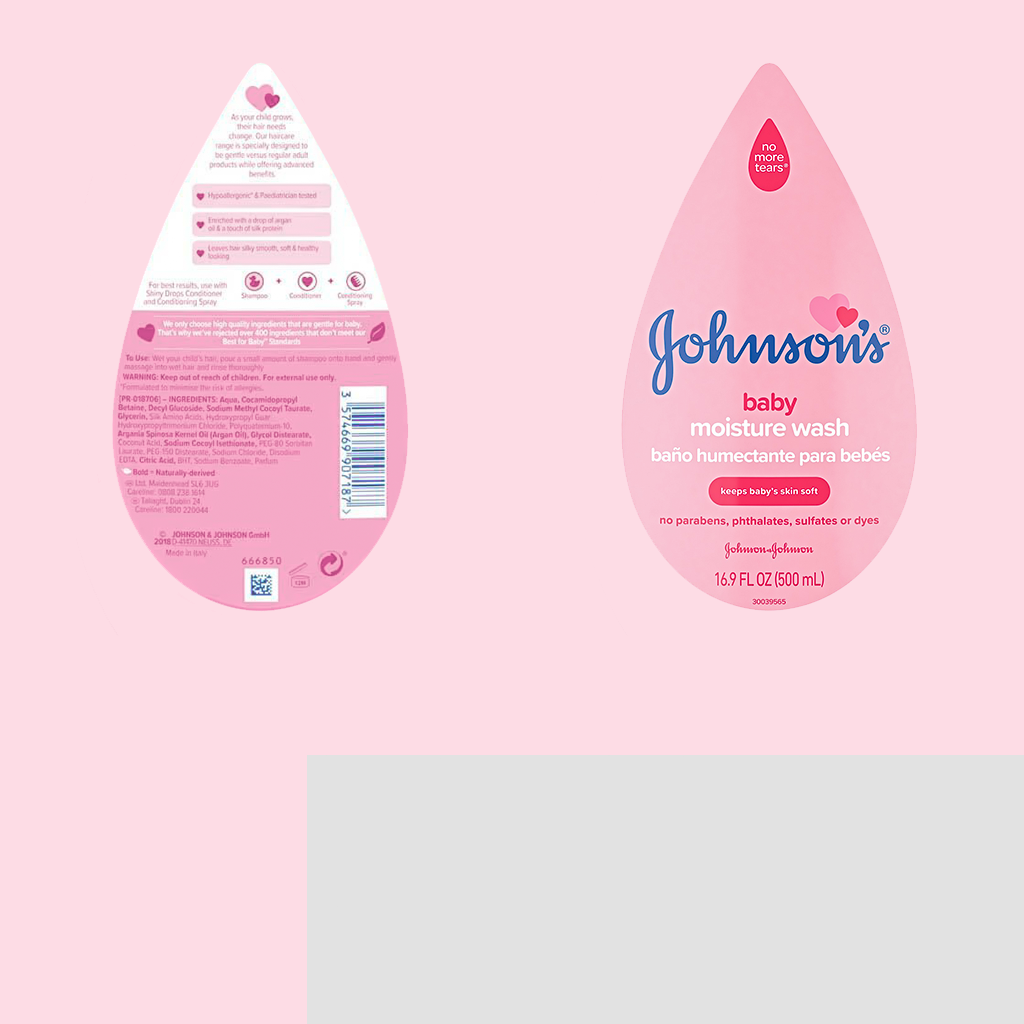 As your child grows,
their hair needs
change. Our haircare
range is specially designed to
be gentle versus regular adult
products while offering advanced
benefits.
Hypoallergenic* & Paediatrician tested
Enriched with a drop of argan
oil & a touch of silk protein
Leaves hair silky smooth, soft & healthy
looking
For best results, use with
Shiny Drops Conditioner
and Conditioning Spray
Shampoo + Conditioner + Conditioning
Spray
We only choose high quality ingredients that are gentle for baby.
That's why we've rejected over 400 ingredients that don't meet our
Best for Baby™ Standards
To Use: Wet your child's hair, pour a small amount of shampoo onto hand and gently
massage into wet hair and rinse thoroughly
WARNING: Keep out of reach of children. For external use only.
*Formulated to minimise the risk of allergies.
[PR-018706] – INGREDIENTS: Aqua, Cocamidopropyl
Betaine, Decyl Glucoside, Sodium Methyl Cocoyl Taurate,
Glycerin, Silk Amino Acids, Hydroxypropyl Guar
Hydroxypropyltrimonium Chloride, Polyquaternium-10,
Argania Spinosa Kernel Oil (Argan Oil), Glycol Distearate,
Coconut Acid, Sodium Cocoyl Isethionate, PEG-80 Sorbitan
Laurate, PEG-150 Distearate, Sodium Chloride, Disodium
EDTA, Citric Acid, BHT, Sodium Benzoate, Parfum
Bold = Naturally-derived
Ltd. Maidenhead SL6 3UG
Careline: 0808 238 1614
Tallaght, Dublin 24
Careline: 1800 220044
© JOHNSON & JOHNSON GmbH
2018 D-41470 NEUSS, DE
Made in Italy
666850
12M
3 574669 907187 >
no
more
tears®
Johnson's®
baby
moisture wash
baño humectante para bebés
keeps baby's skin soft
no parabens, phthalates, sulfates or dyes
Johnson & Johnson
16.9 FL OZ (500 mL)
30039565